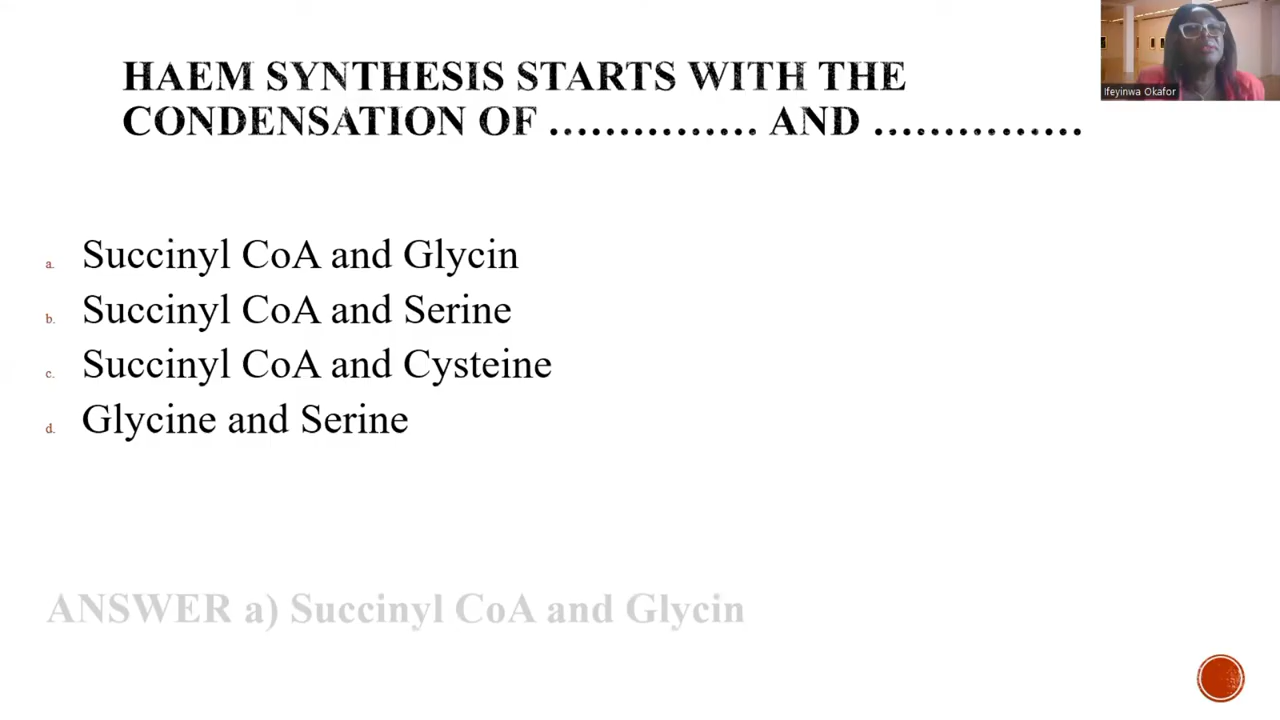 HAEM SYNTHESIS STARTS WITH THE
CONDENSATION OF ............... AND ...............
Ifeyinwa Okafor
a. Succinyl CoA and Glycin
b. Succinyl CoA and Serine
c. Succinyl CoA and Cysteine
d. Glycine and Serine
ANSWER a) Succinyl CoA and Glycin